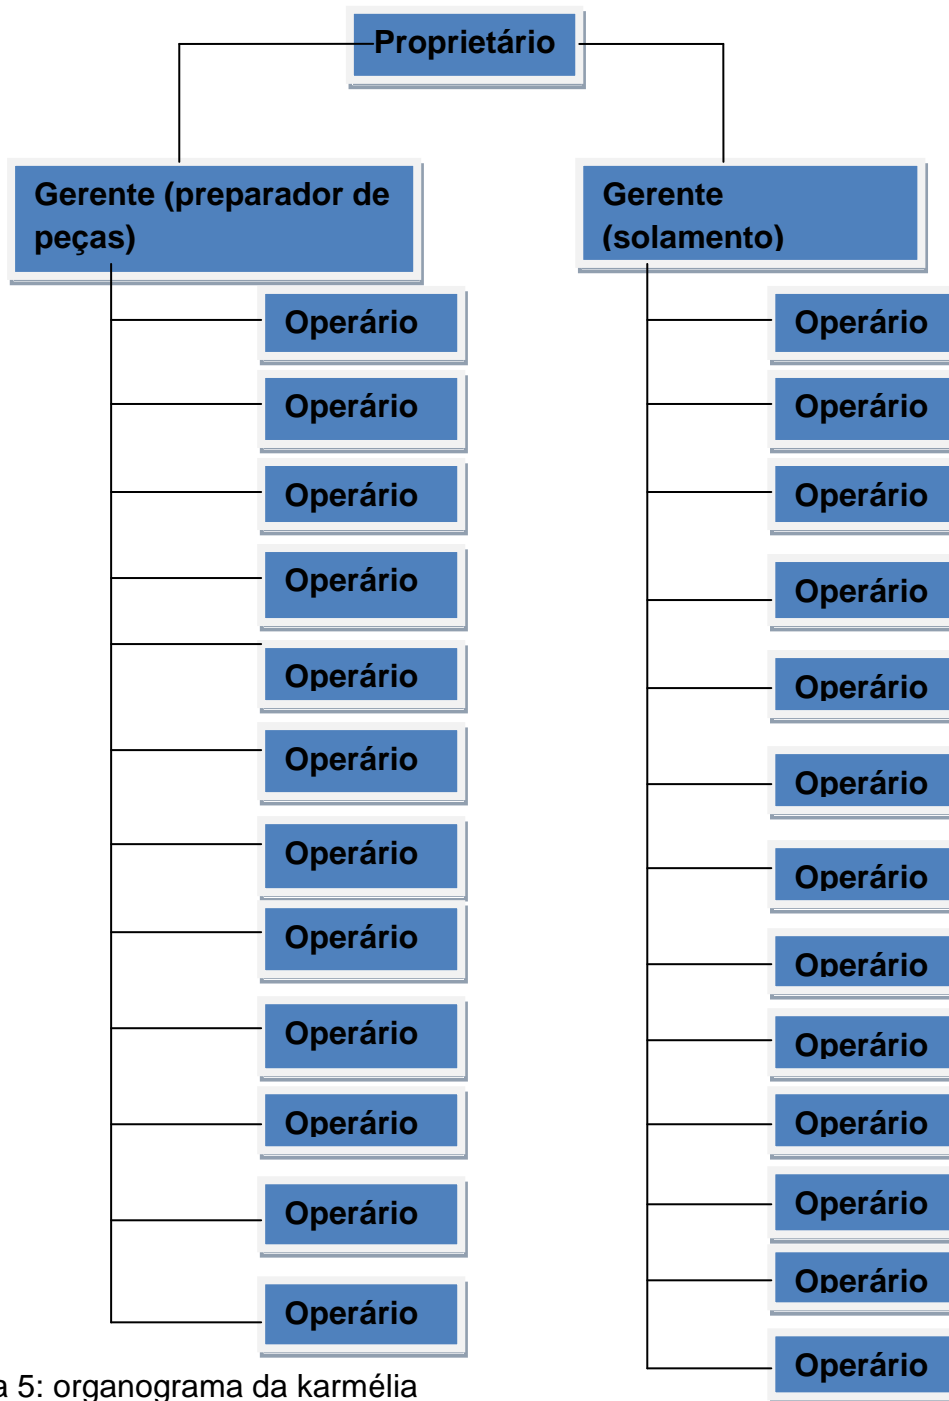 Proprietário
Gerente (preparador de
peças)
Operário
Operário
Operário
Operário
Operário
Operário
Operário
Operário
Operário
Operário
Operário
Operário
Gerente
(solamento)
Operário
Operário
Operário
Operário
Operário
Operário
Operário
Operário
Operário
Operário
Operário
Operário
Operário
a 5: organograma da karmélia